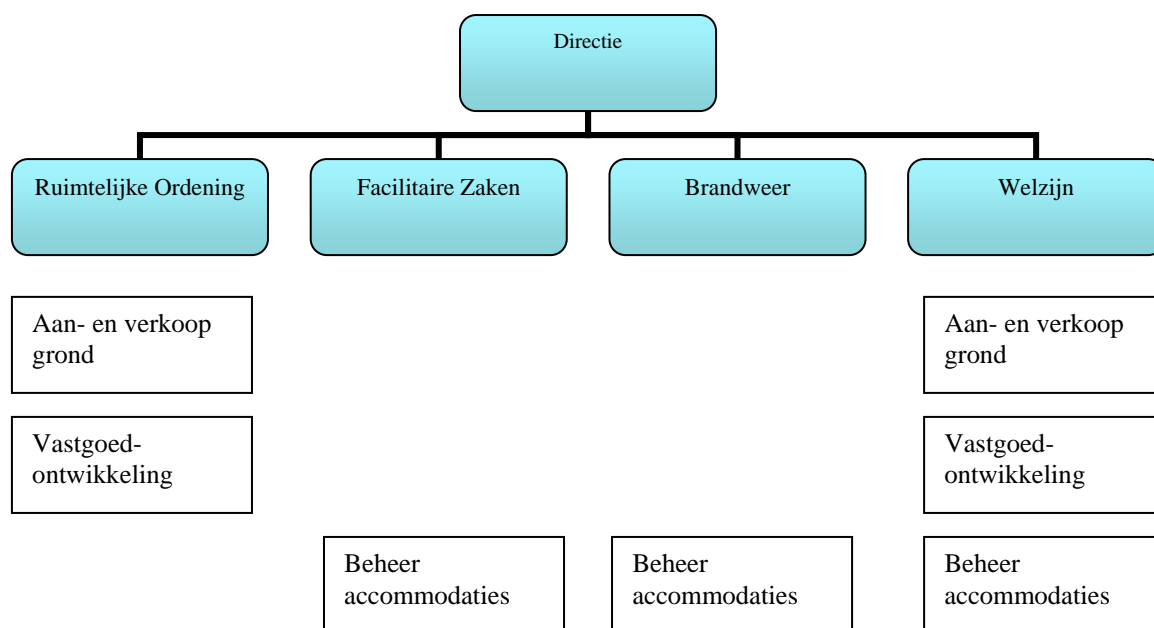 Directie
Ruimtelijke Ordening
Facilitaire Zaken
Brandweer
Welzijn
Aan- en verkoop
grond
Aan- en verkoop
grond
Vastgoed-
ontwikkeling
Vastgoed-
ontwikkeling
Beheer
accommodaties
Beheer
accommodaties
Beheer
accommodaties